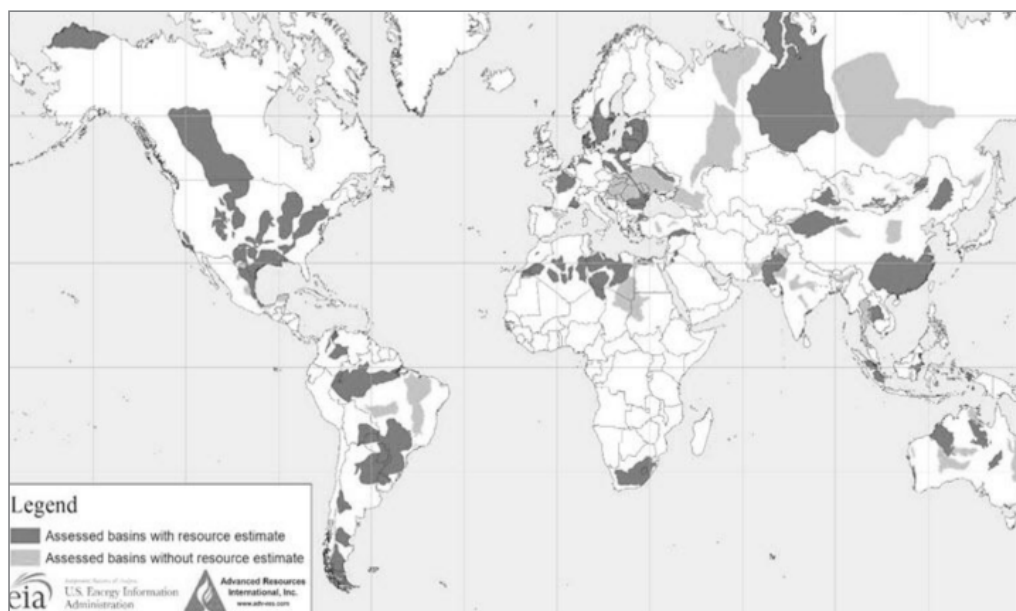 Legend
Assessed basins with resource estimate
Assessed basins without resource estimate
eia
U.S. Energy Information
Administration
Advanced Resources
International, Inc.
www.adv-res.com